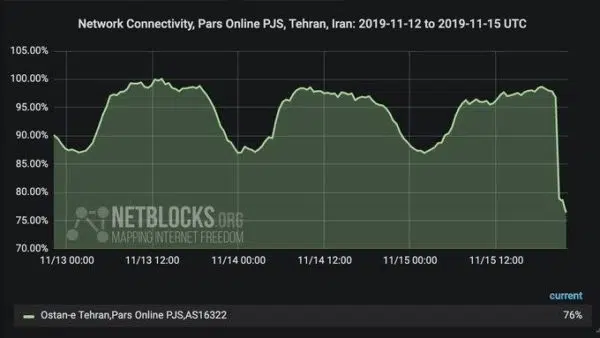 Network Connectivity, Pars Online PJS, Tehran, Iran: 2019-11-12 to 2019-11-15 UTC
105.00%
100.00%
95.00%
90.00%
85.00%
80.00%
75.00%
70.00%
NETBLOCKS.ORG
MAPPING INTERNET FREEDOM
11/13 00:00 11/13 12:00 11/14 00:00 11/14 12:00 11/15 00:00 11/15 12:00
current
Ostan-e Tehran,Pars Online PJS,AS16322 76%